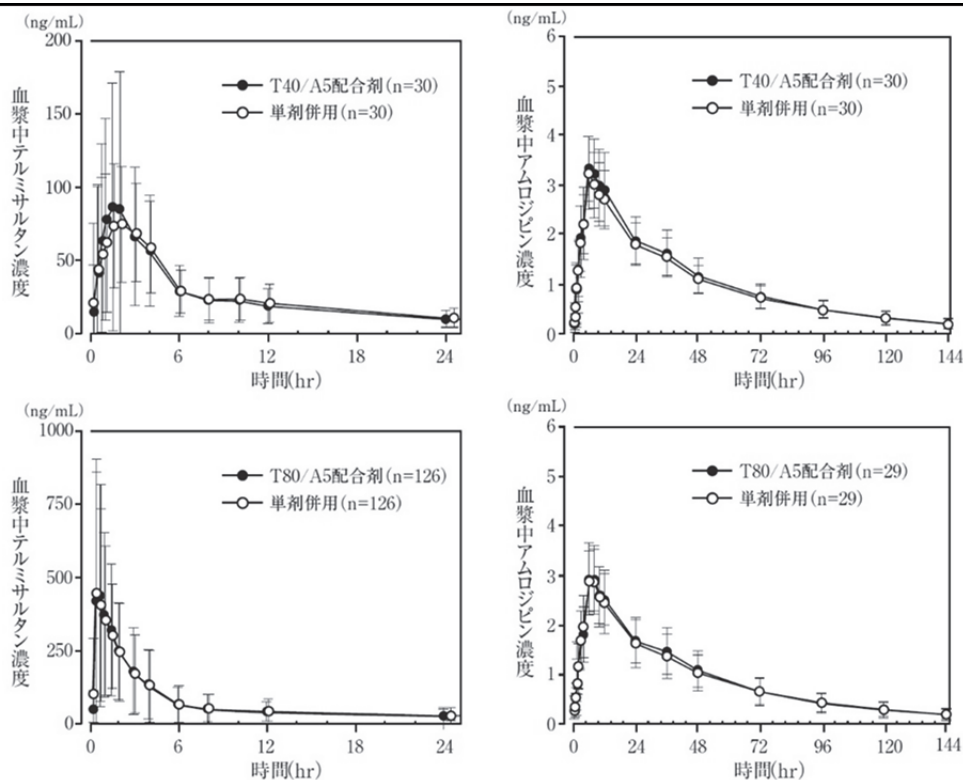 (ng/mL)
200
150
100
50
0
血漿中テルミサルタン濃度
T40/A5配合剤(n=30)
単剤併用(n=30)
0 6 12 18 24
時間(hr)
(ng/mL)
6
5
4
3
2
1
0
血漿中アムロジピン濃度
T40/A5配合剤(n=30)
単剤併用(n=30)
0 24 48 72 96 120 144
時間(hr)
(ng/mL)
1000
750
500
250
0
血漿中テルミサルタン濃度
T80/A5配合剤(n=126)
単剤併用(n=126)
0 6 12 18 24
時間(hr)
(ng/mL)
6
5
4
3
2
1
0
血漿中アムロジピン濃度
T80/A5配合剤(n=29)
単剤併用(n=29)
0 24 48 72 96 120 144
時間(hr)